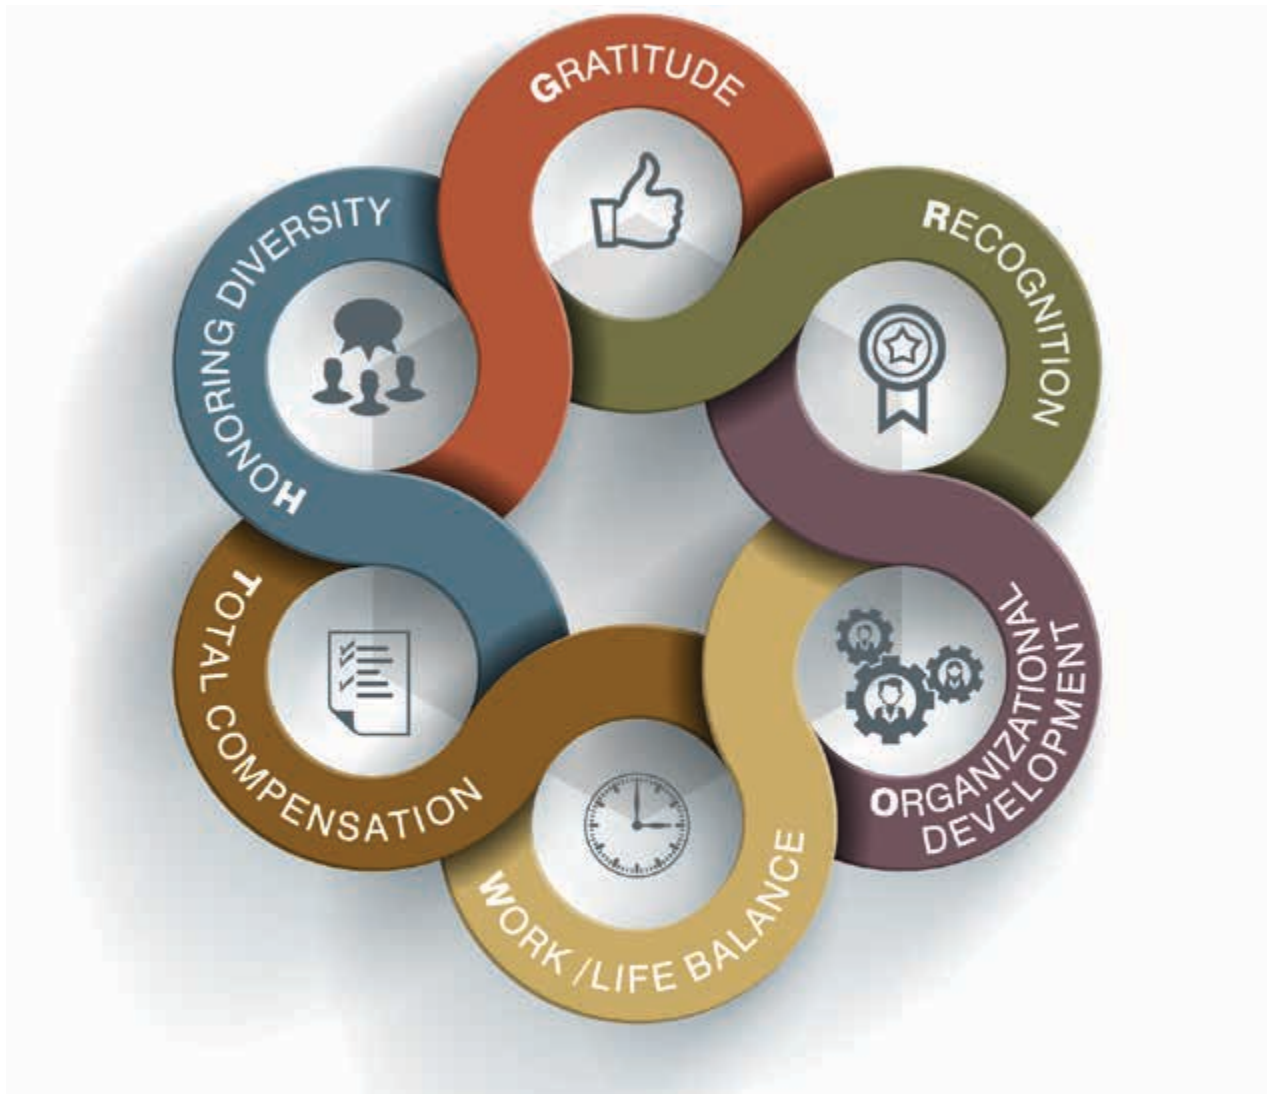 GRATITUDE
RECOGNITION
ORGANIZATIONAL
DEVELOPMENT
WORK /LIFE BALANCE
TOTAL COMPENSATION
HONORING DIVERSITY